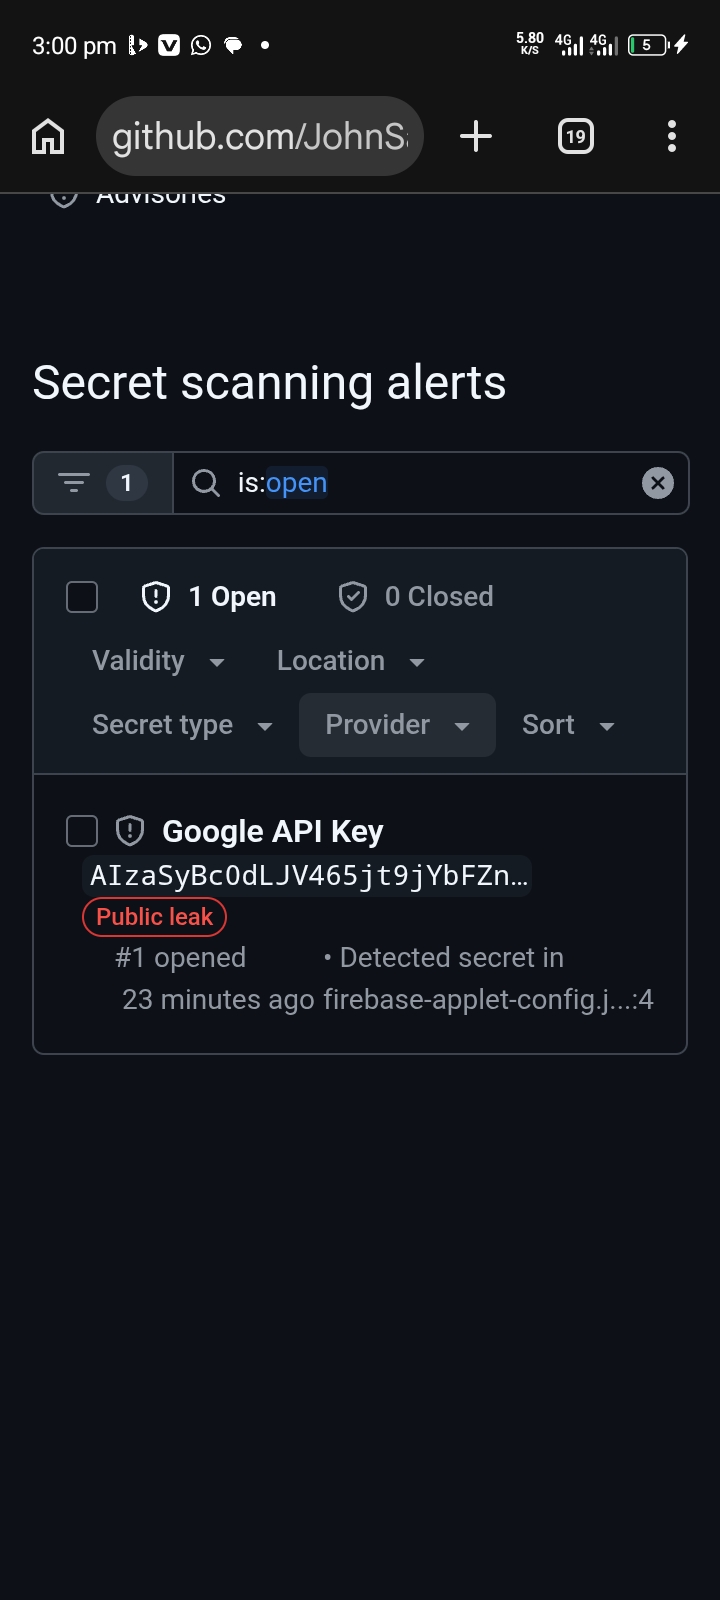 3:00 pm
5.80 K/S 4G 4G 5
github.com/JohnS
19
Advisories
Secret scanning alerts
1 is:open
1 Open 0 Closed
Validity Location
Secret type Provider Sort
Google API Key
AIzaSyBcOdLJV465jt9jYbFZn…
Public leak
#1 opened • Detected secret in
23 minutes ago firebase-applet-config.j...:4